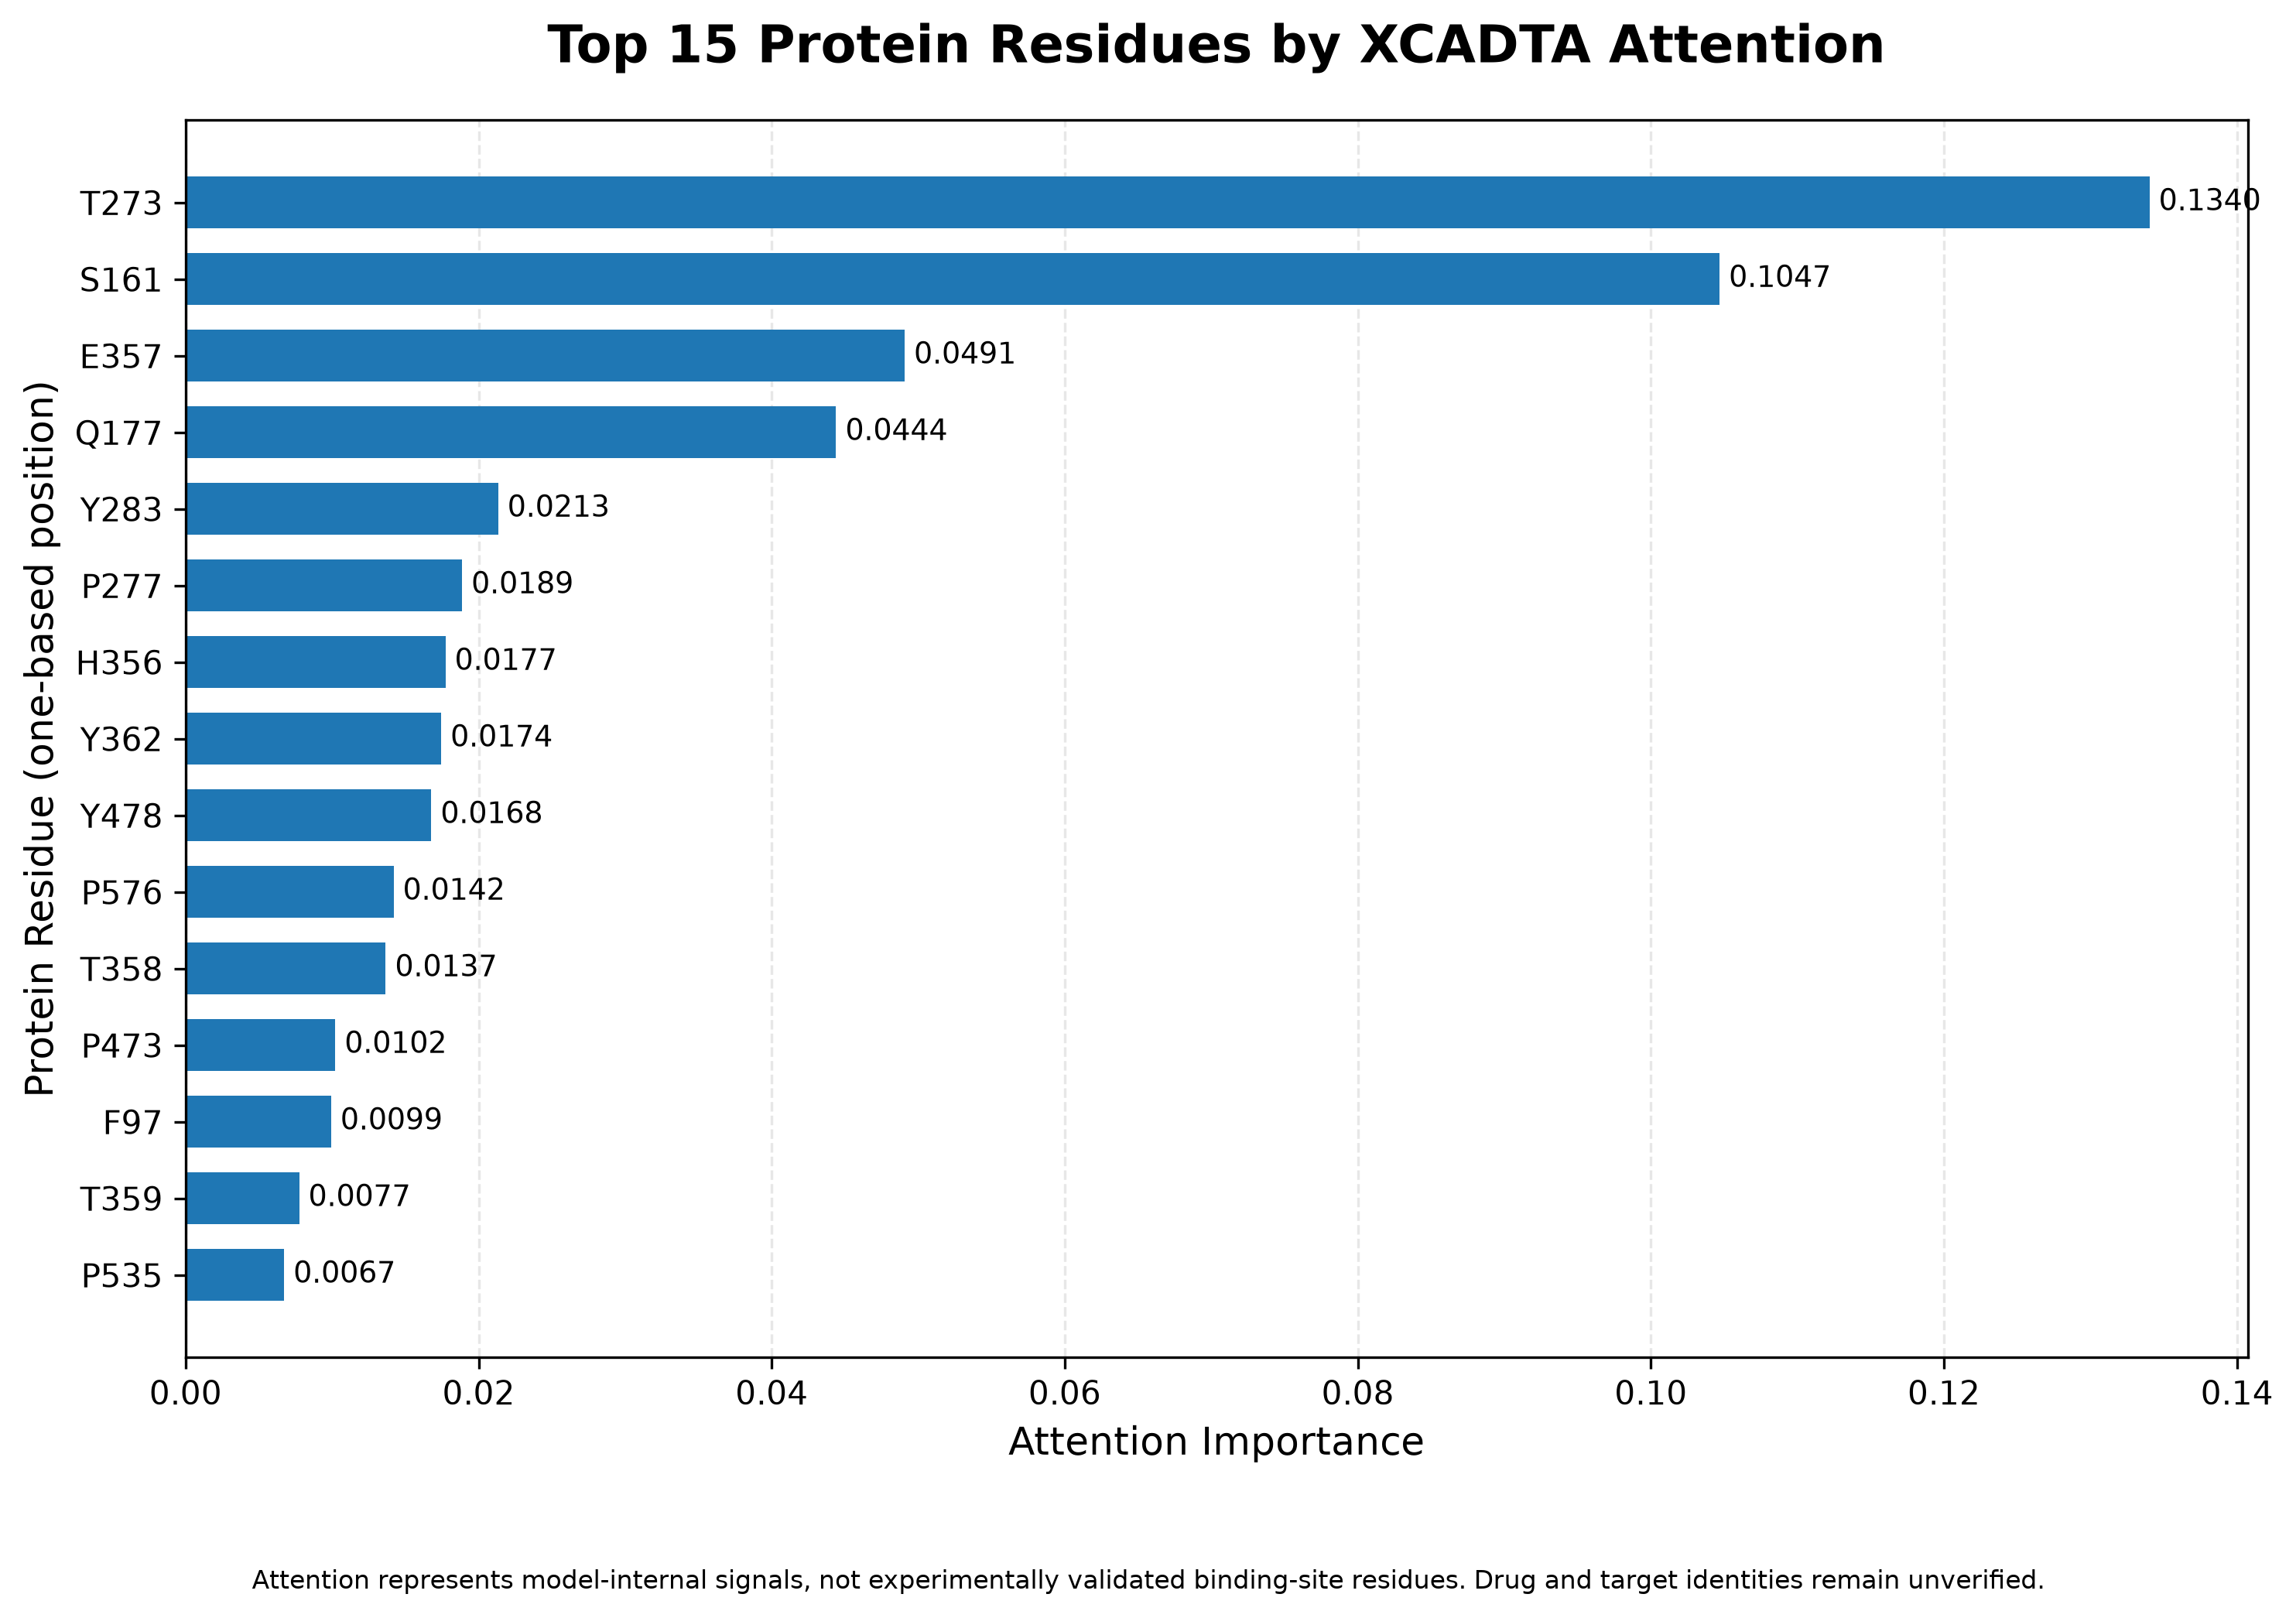 Top 15 Protein Residues by XCADTA Attention
Protein Residue (one-based position)
T273 0.1340
S161 0.1047
E357 0.0491
Q177 0.0444
Y283 0.0213
P277 0.0189
H356 0.0177
Y362 0.0174
Y478 0.0168
P576 0.0142
T358 0.0137
P473 0.0102
F97 0.0099
T359 0.0077
P535 0.0067
0.00 0.02 0.04 0.06 0.08 0.10 0.12 0.14
Attention Importance
Attention represents model-internal signals, not experimentally validated binding-site residues. Drug and target identities remain unverified.